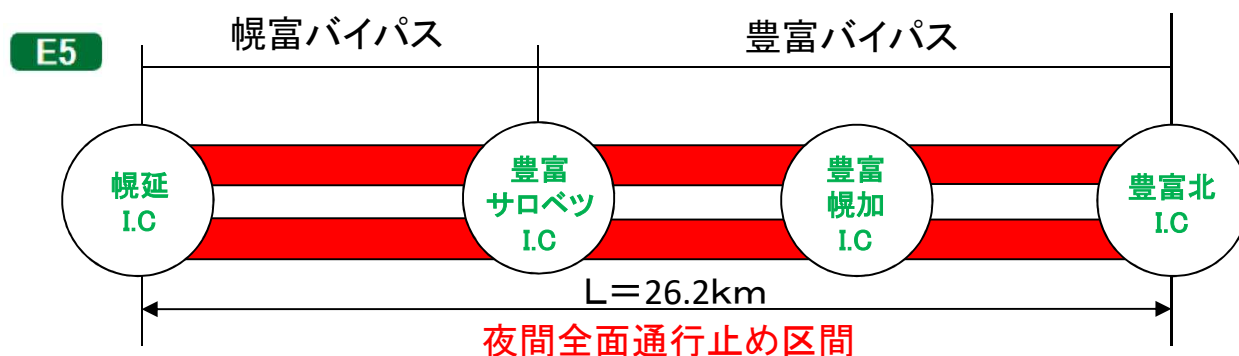 E5
幌富バイパス
豊富バイパス
幌延
I.C
豊富
サロベツ
I.C
豊富
幌加
I.C
豊富北
I.C
L=26.2km
夜間全面通行止め区間